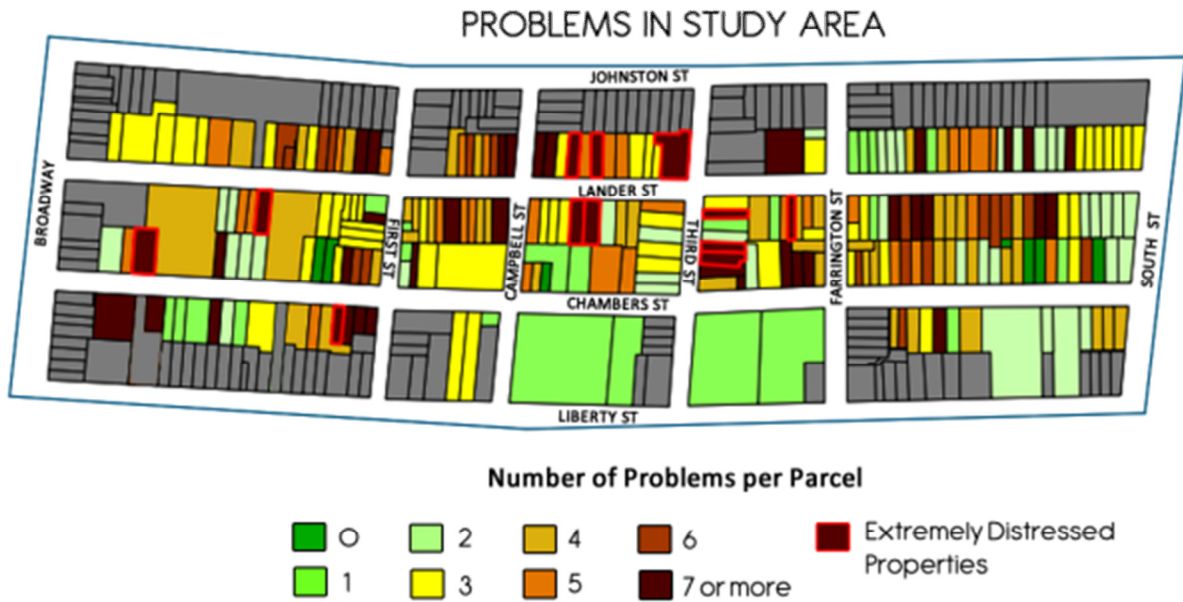 PROBLEMS IN STUDY AREA
JOHNSTON ST
BROADWAY
LANDER ST
FIRST ST
CAMPBELL ST
THIRD ST
FARRINGTON ST
SOUTH ST
CHAMBERS ST
LIBERTY ST
Number of Problems per Parcel
0 2 4 6 Extremely Distressed
Properties
1 3 5 7 or more